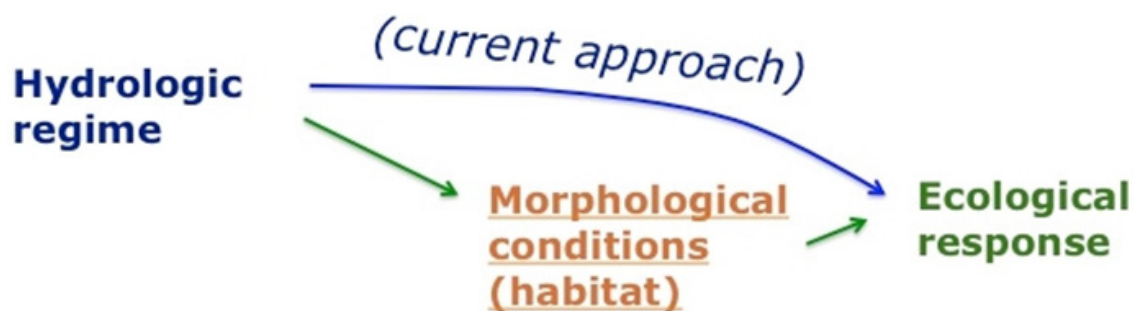 (current approach)
Hydrologic
regime
Morphological
conditions
(habitat)
Ecological
response